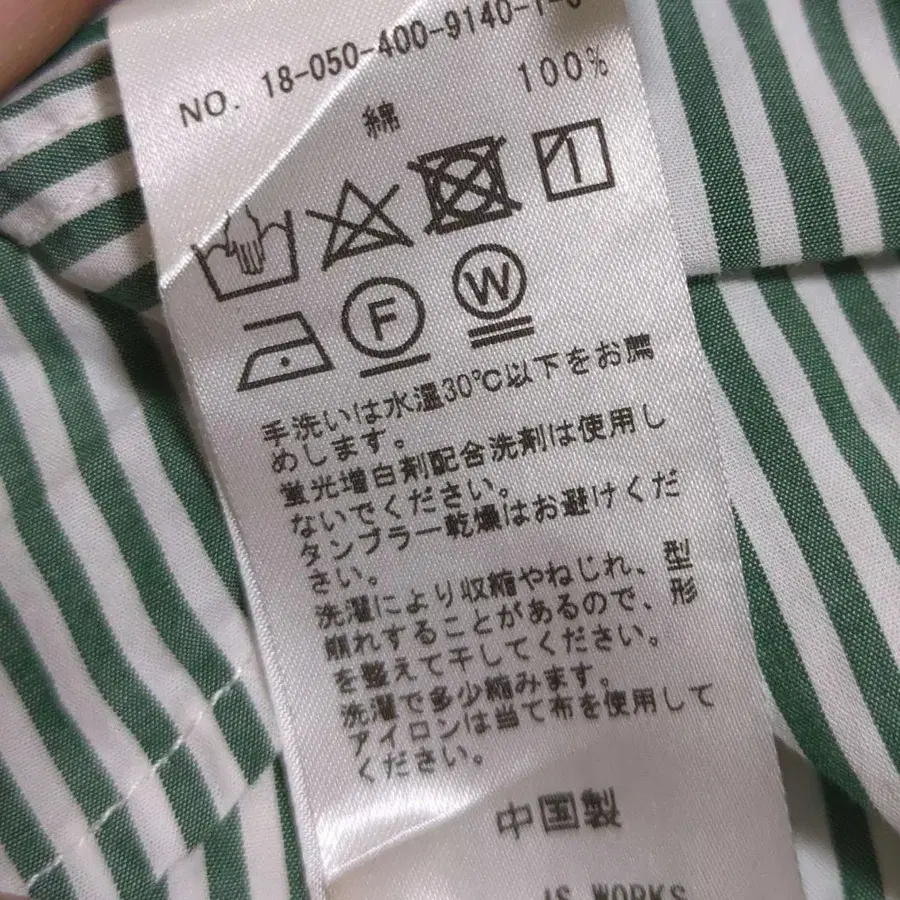 NO. 18-050-400-9140-1-0
綿 100%
F W
手洗いは水温30℃以下をお薦
めします。
蛍光増白剤配合洗剤は使用し
ないでください。
タンブラー乾燥はお避けくだ
さい。
洗濯により収縮やねじれ、型
崩れすることがあるので、形
を整えて干してください。
洗濯で多少縮みます。
アイロンは当て布を使用して
ください。
中国製
JS WORKS